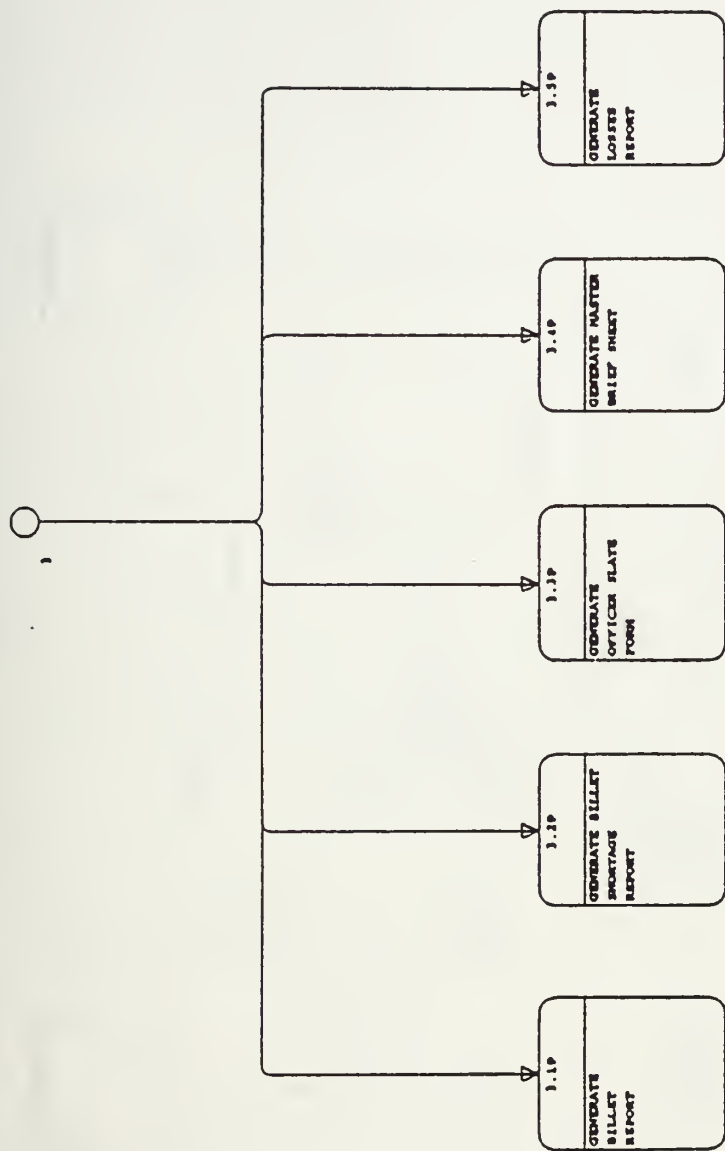 3
3.1P
GENERATE
BILLET
REPORT
3.2P
GENERATE BILLET
SHORTAGE
REPORT
3.3P
GENERATE
OFFICER SLATE
FORM
3.4P
GENERATE MASTER
BRIEF SHEET
3.5P
GENERATE
LOSSES
REPORT